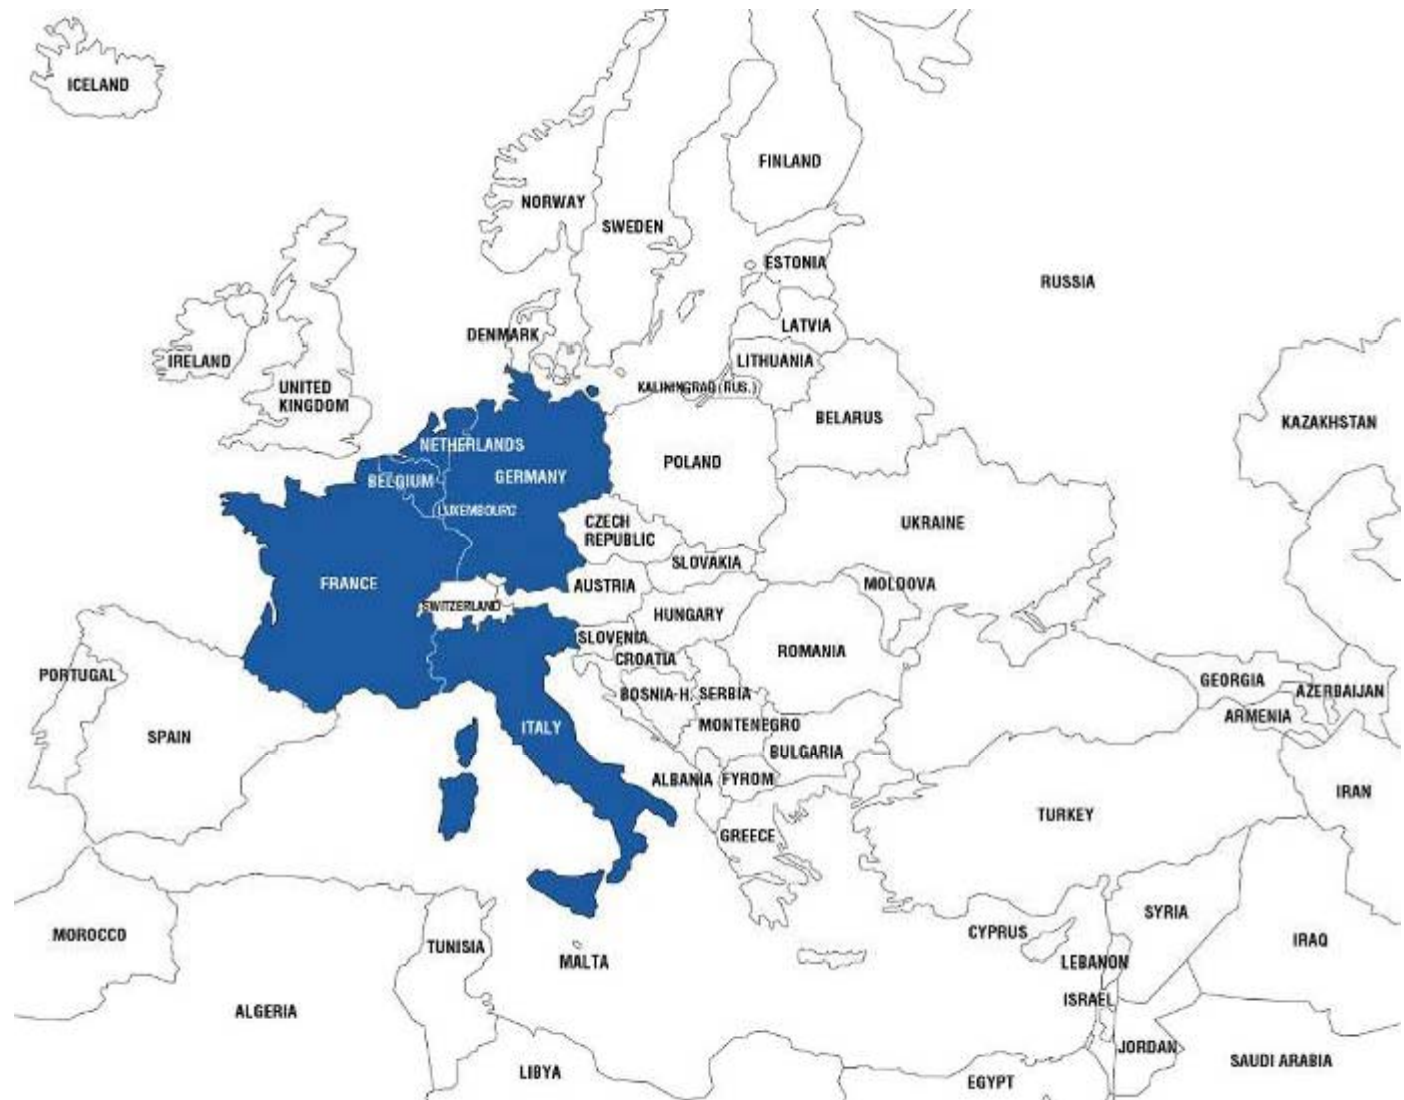 ICELAND
FINLAND
NORWAY
SWEDEN
ESTONIA
RUSSIA
LATVIA
DENMARK
IRELAND
LITHUANIA
UNITED
KINGDOM
KALININGRAD (RUS.)
BELARUS
KAZAKHSTAN
NETHERLANDS
POLAND
BELGIUM
GERMANY
LUXEMBOURG
CZECH
REPUBLIC
UKRAINE
SLOVAKIA
FRANCE
AUSTRIA
MOLDOVA
SWITZERLAND
HUNGARY
SLOVENIA
CROATIA
ROMANIA
PORTUGAL
GEORGIA
BOSNIA-H.
SERBIA
AZERBAIJAN
ARMENIA
SPAIN
ITALY
MONTENEGRO
BULGARIA
ALBANIA
FYROM
IRAN
TURKEY
GREECE
SYRIA
MOROCCO
TUNISIA
CYPRUS
IRAQ
MALTA
LEBANON
ISRAEL
ALGERIA
JORDAN
SAUDI ARABIA
LIBYA
EGYPT